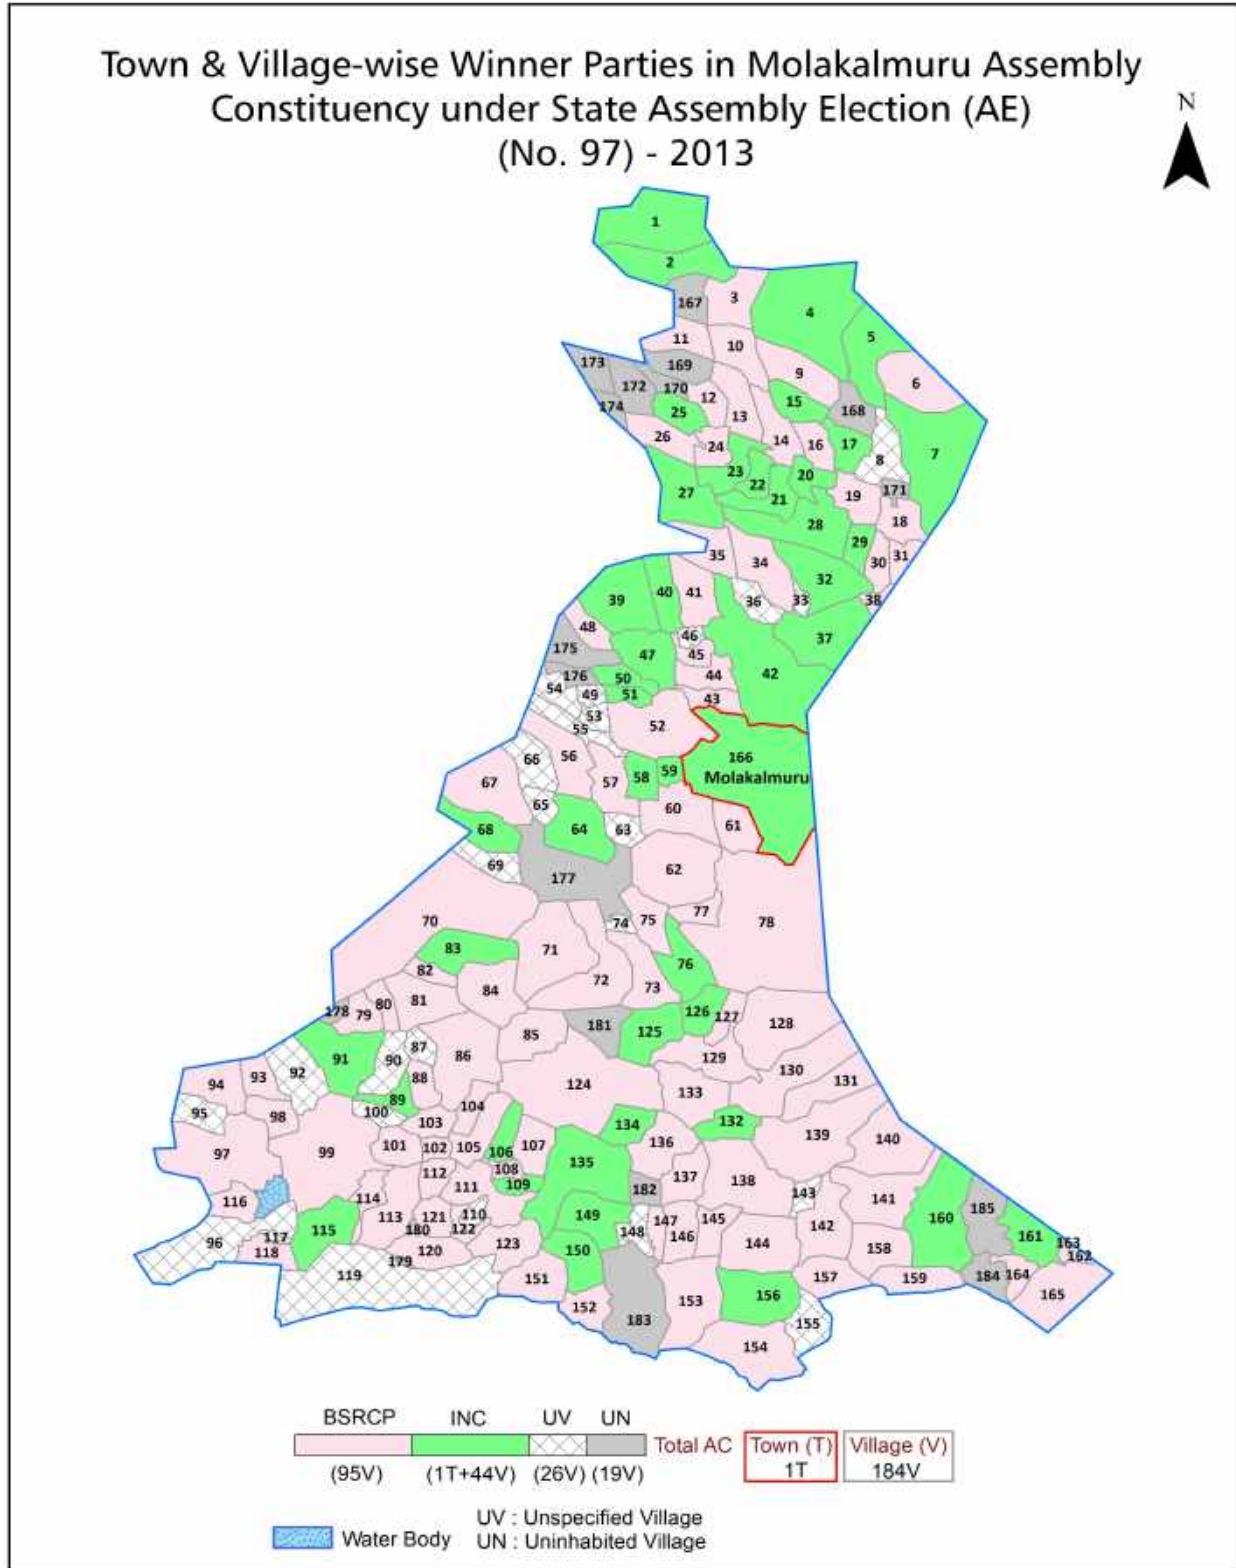 Town & Village-wise Winner Parties in Molakalmuru Assembly
Constituency under State Assembly Election (AE)
(No. 97) - 2013
N
1
2
167 3
4
5
11 10
173 169 9 6
172 170 12 15 168
174 25 13
26 24 14 16 17 8 7
23 22 20
27 21 19 171
28 18
35 34 29 30 31
32
39 40 41 36 33 38
48 46 37
175 47 45
176 50 44 42
54 49 51 43
53 52
55
66 56 166
67 57 58 59 Molakalmuru
65 60
68 64 63 61
69
177 62
70 74 75 77 78
83 71
82 76
84 72 73
178 79 80 81 126 127 128
85 181 125
91 90 87 86 129
94 93 92 88 124 130 131
89 133
95 98 100 104
103 134 132
97 99 101 102 105 106 107 136 139 140
108 135
112 109 137 138
116 114 111 182 143 141
113 121 110 149 147 145 160 185
96 117 115 180 122 148 146 142 161 163
118 120 123 150 144 158 162
119 179 151 157 159 184 164
152 153 156 165
183 155
154
BSRCP INC UV UN
Total AC Town (T) Village (V)
(95V) (1T+44V) (26V) (19V) 1T 184V
UV : Unspecified Village
Water Body UN : Uninhabited Village